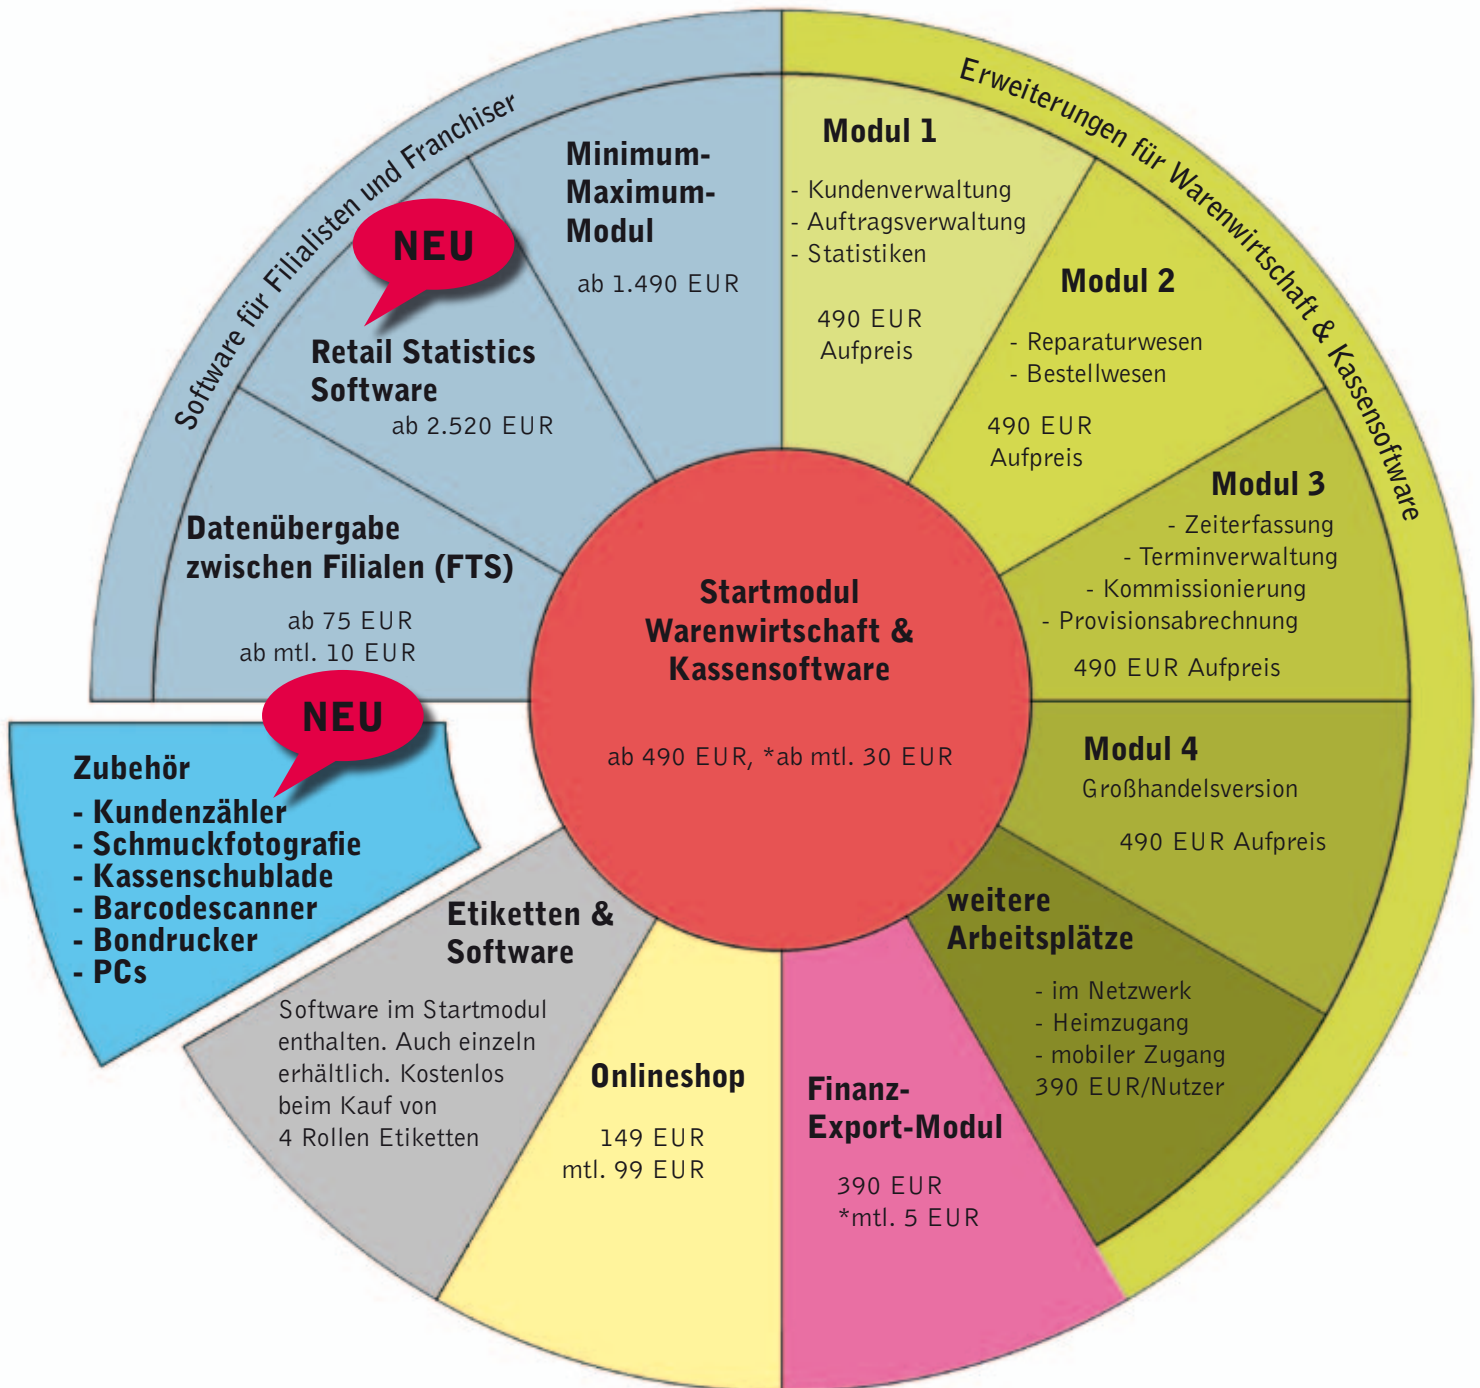 Software für Filialisten und Franchiser
Erweiterungen für Warenwirtschaft & Kassensoftware
Minimum-
Maximum-
Modul
ab 1.490 EUR
Modul 1
- Kundenverwaltung
- Auftragsverwaltung
- Statistiken
490 EUR
Aufpreis
NEU
Retail Statistics
Software
ab 2.520 EUR
Modul 2
- Reparaturwesen
- Bestellwesen
490 EUR
Aufpreis
Datenübergabe
zwischen Filialen (FTS)
ab 75 EUR
ab mtl. 10 EUR
Modul 3
- Zeiterfassung
- Terminverwaltung
- Kommissionierung
- Provisionsabrechnung
490 EUR Aufpreis
Startmodul
Warenwirtschaft &
Kassensoftware
ab 490 EUR, *ab mtl. 30 EUR
NEU
Zubehör
- Kundenzähler
- Schmuckfotografie
- Kassenschublade
- Barcodescanner
- Bondrucker
- PCs
Modul 4
Großhandelsversion
490 EUR Aufpreis
Etiketten &
Software
Software im Startmodul
enthalten. Auch einzeln
erhältlich. Kostenlos
beim Kauf von
4 Rollen Etiketten
Onlineshop
149 EUR
mtl. 99 EUR
Finanz-
Export-Modul
390 EUR
*mtl. 5 EUR
weitere
Arbeitsplätze
- im Netzwerk
- Heimzugang
- mobiler Zugang
390 EUR/Nutzer